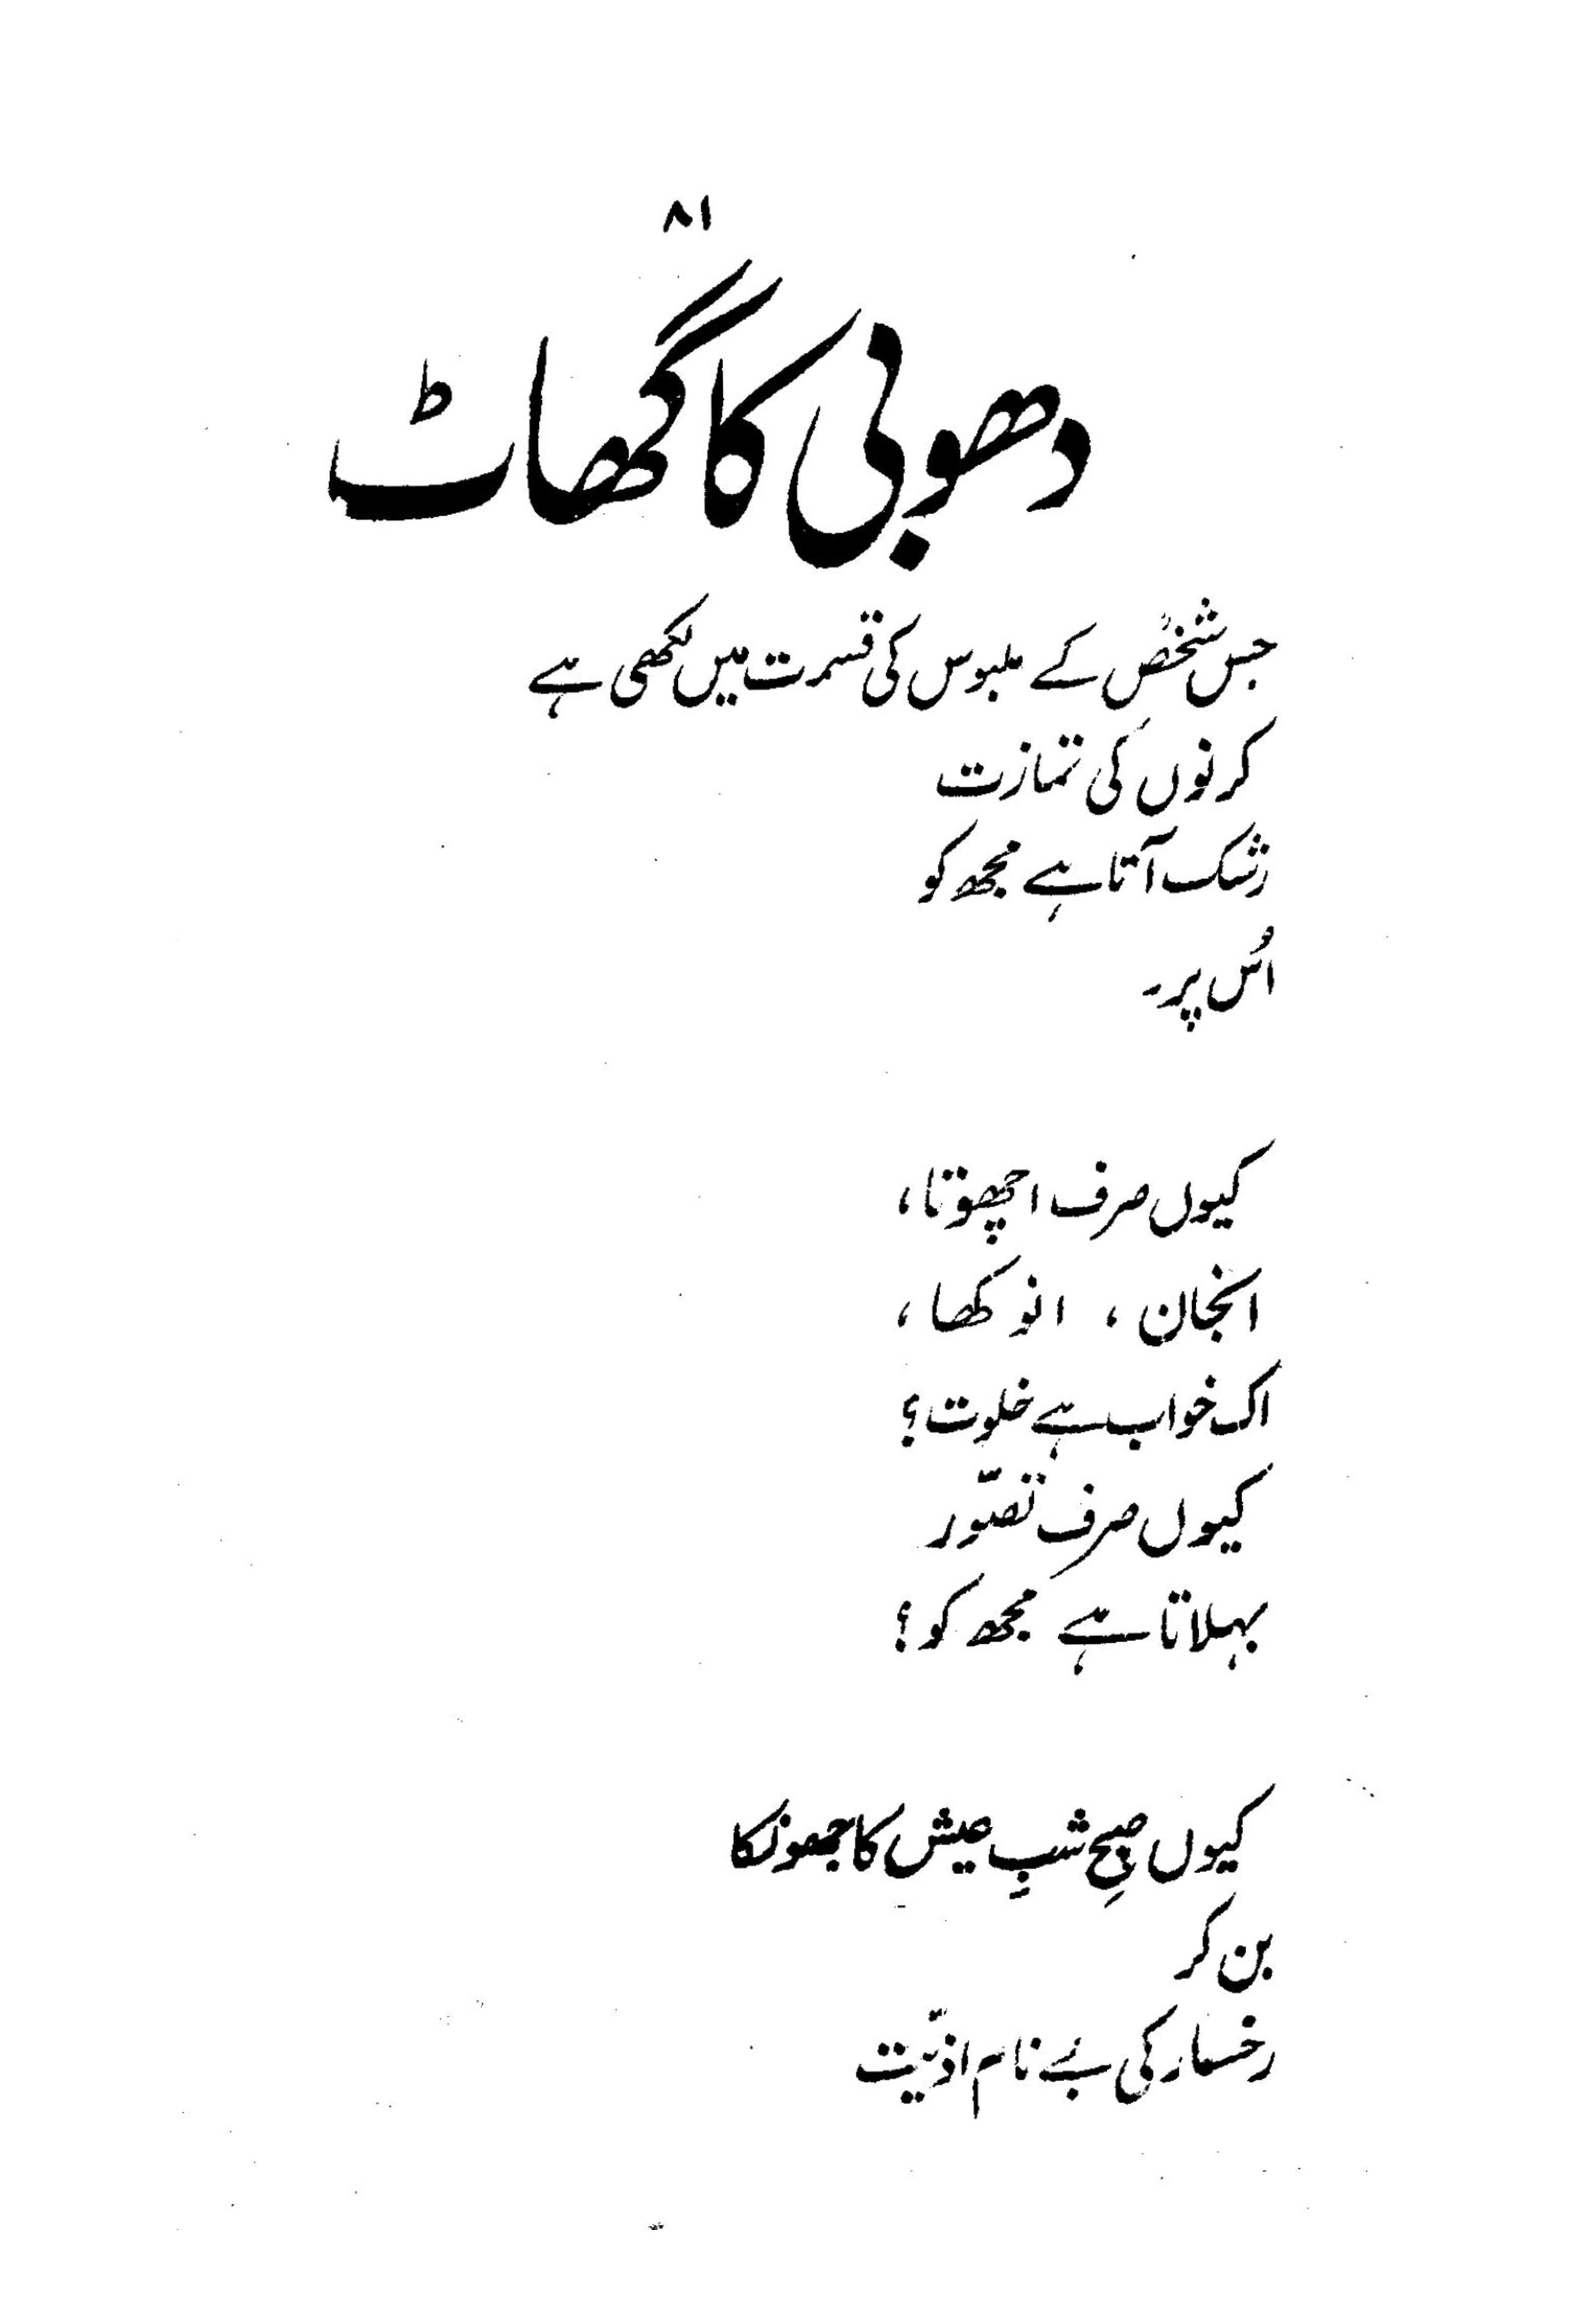 ۸۱
دھوبی کا گھاٹ
جس شخص کے ملبوس کی قسمت میں لکھی ہے
کرنوں کی تمازت
رشک آتا ہے مجھ کو
اُس پر۔
کیوں صرف اچھوتا،
انجان، انوکھا،
اک خواب ہے خلوت؟
کیوں صرف تصوّر
بہلاتا ہے مجھ کو؟
کیوں صبحِ شبِ عیش کا جھونکا
بن کر
رخسار کی بے نام اذیّت